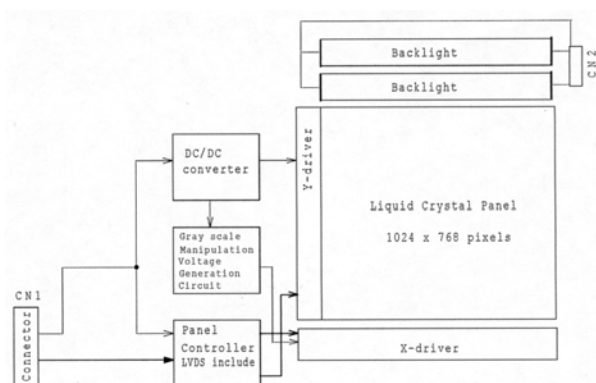 Backlight
CN2
Backlight
DC/DC
converter
Y-driver
Liquid Crystal Panel
1024 x 768 pixels
Gray scale
Manipulation
Voltage
Generation
Circuit
CN1
Connector
Panel
Controller
LVDS include
X-driver